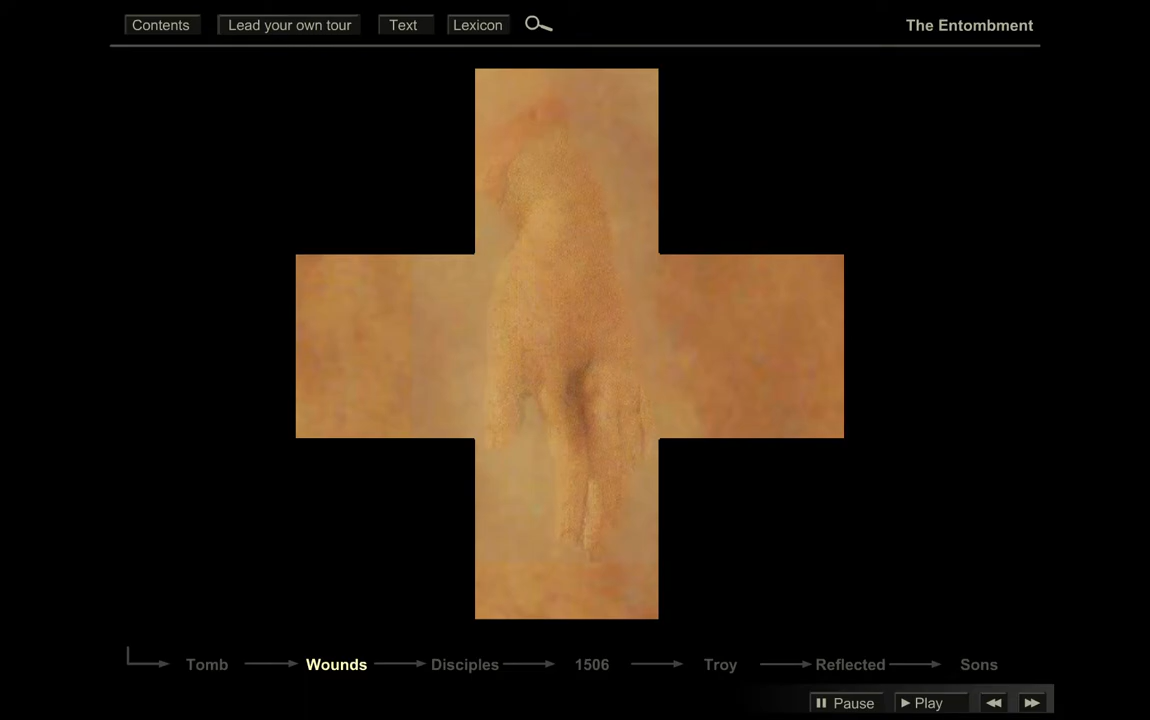 Contents Lead your own tour Text Lexicon The Entombment
Tomb Wounds Disciples 1506 Troy Reflected Sons
Pause Play